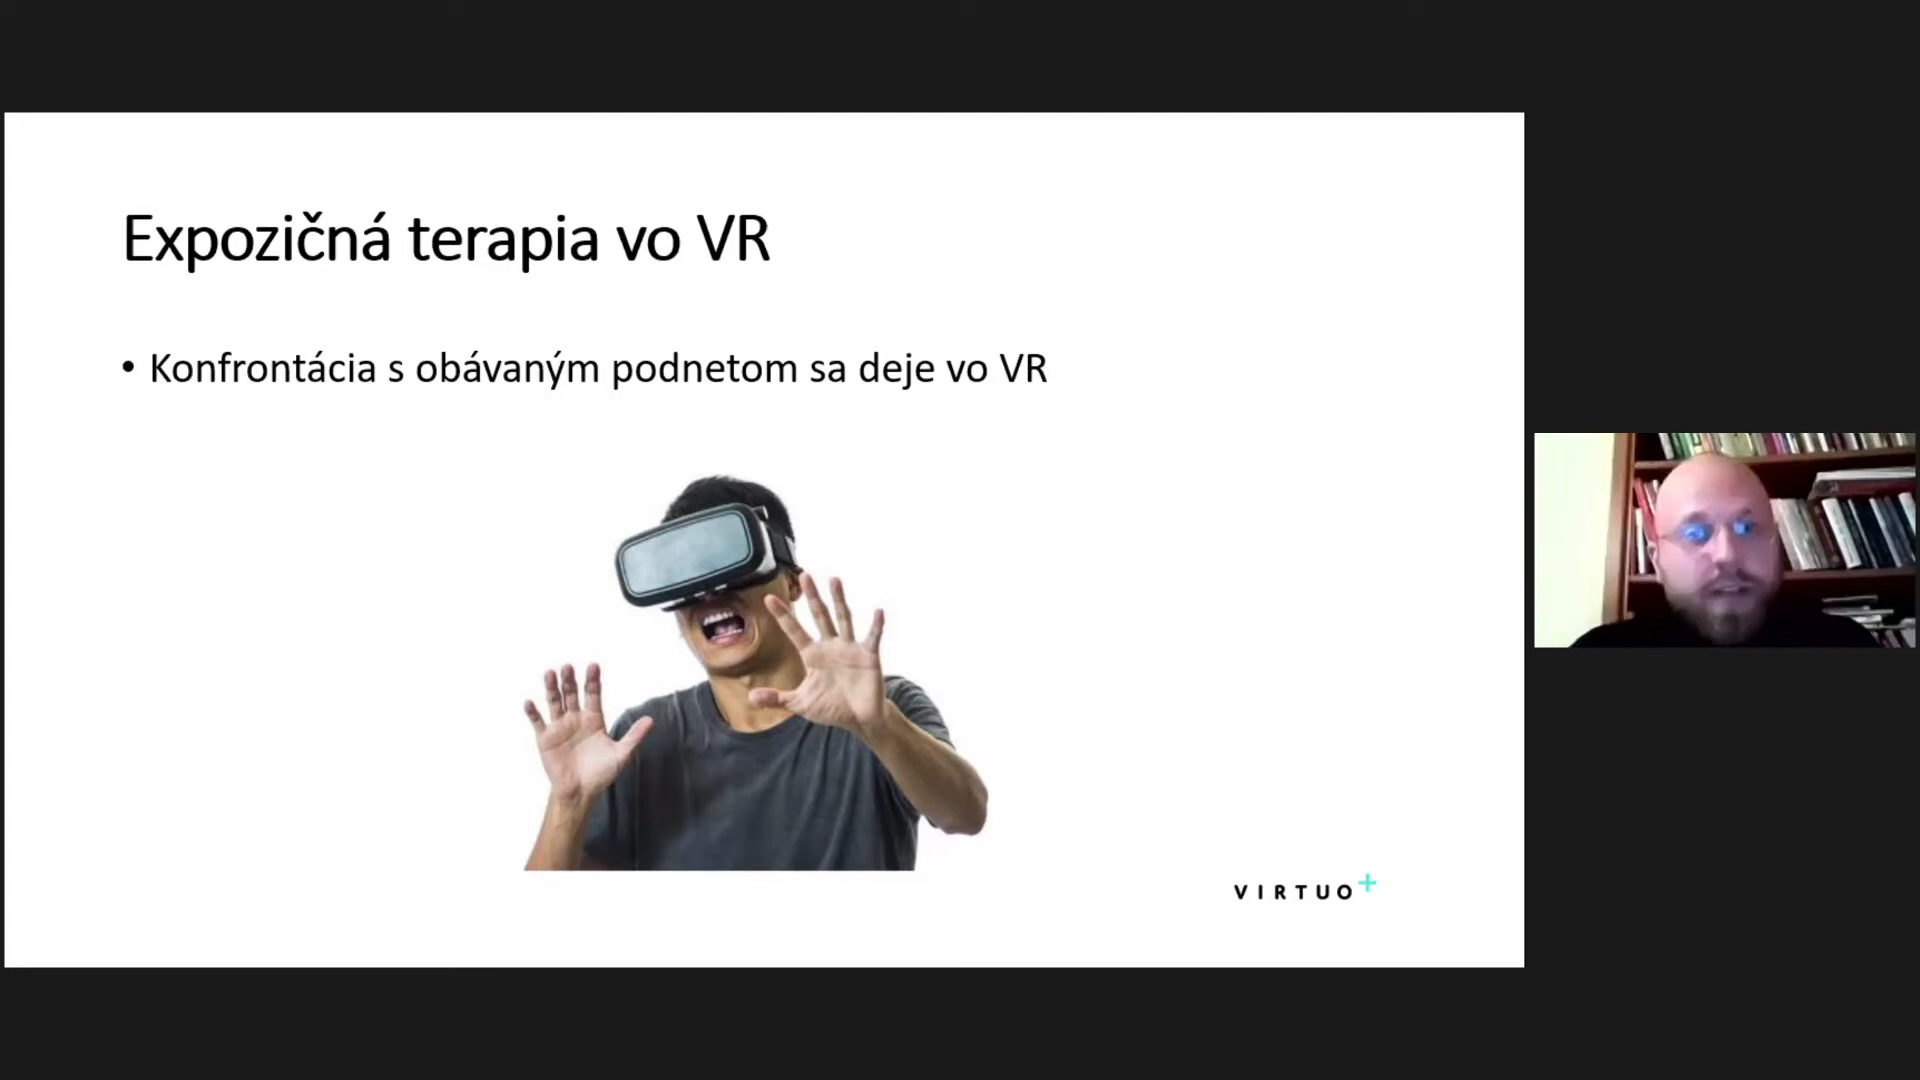 Expozičná terapia vo VR
• Konfrontácia s obávaným podnetom sa deje vo VR
VIRTUO+